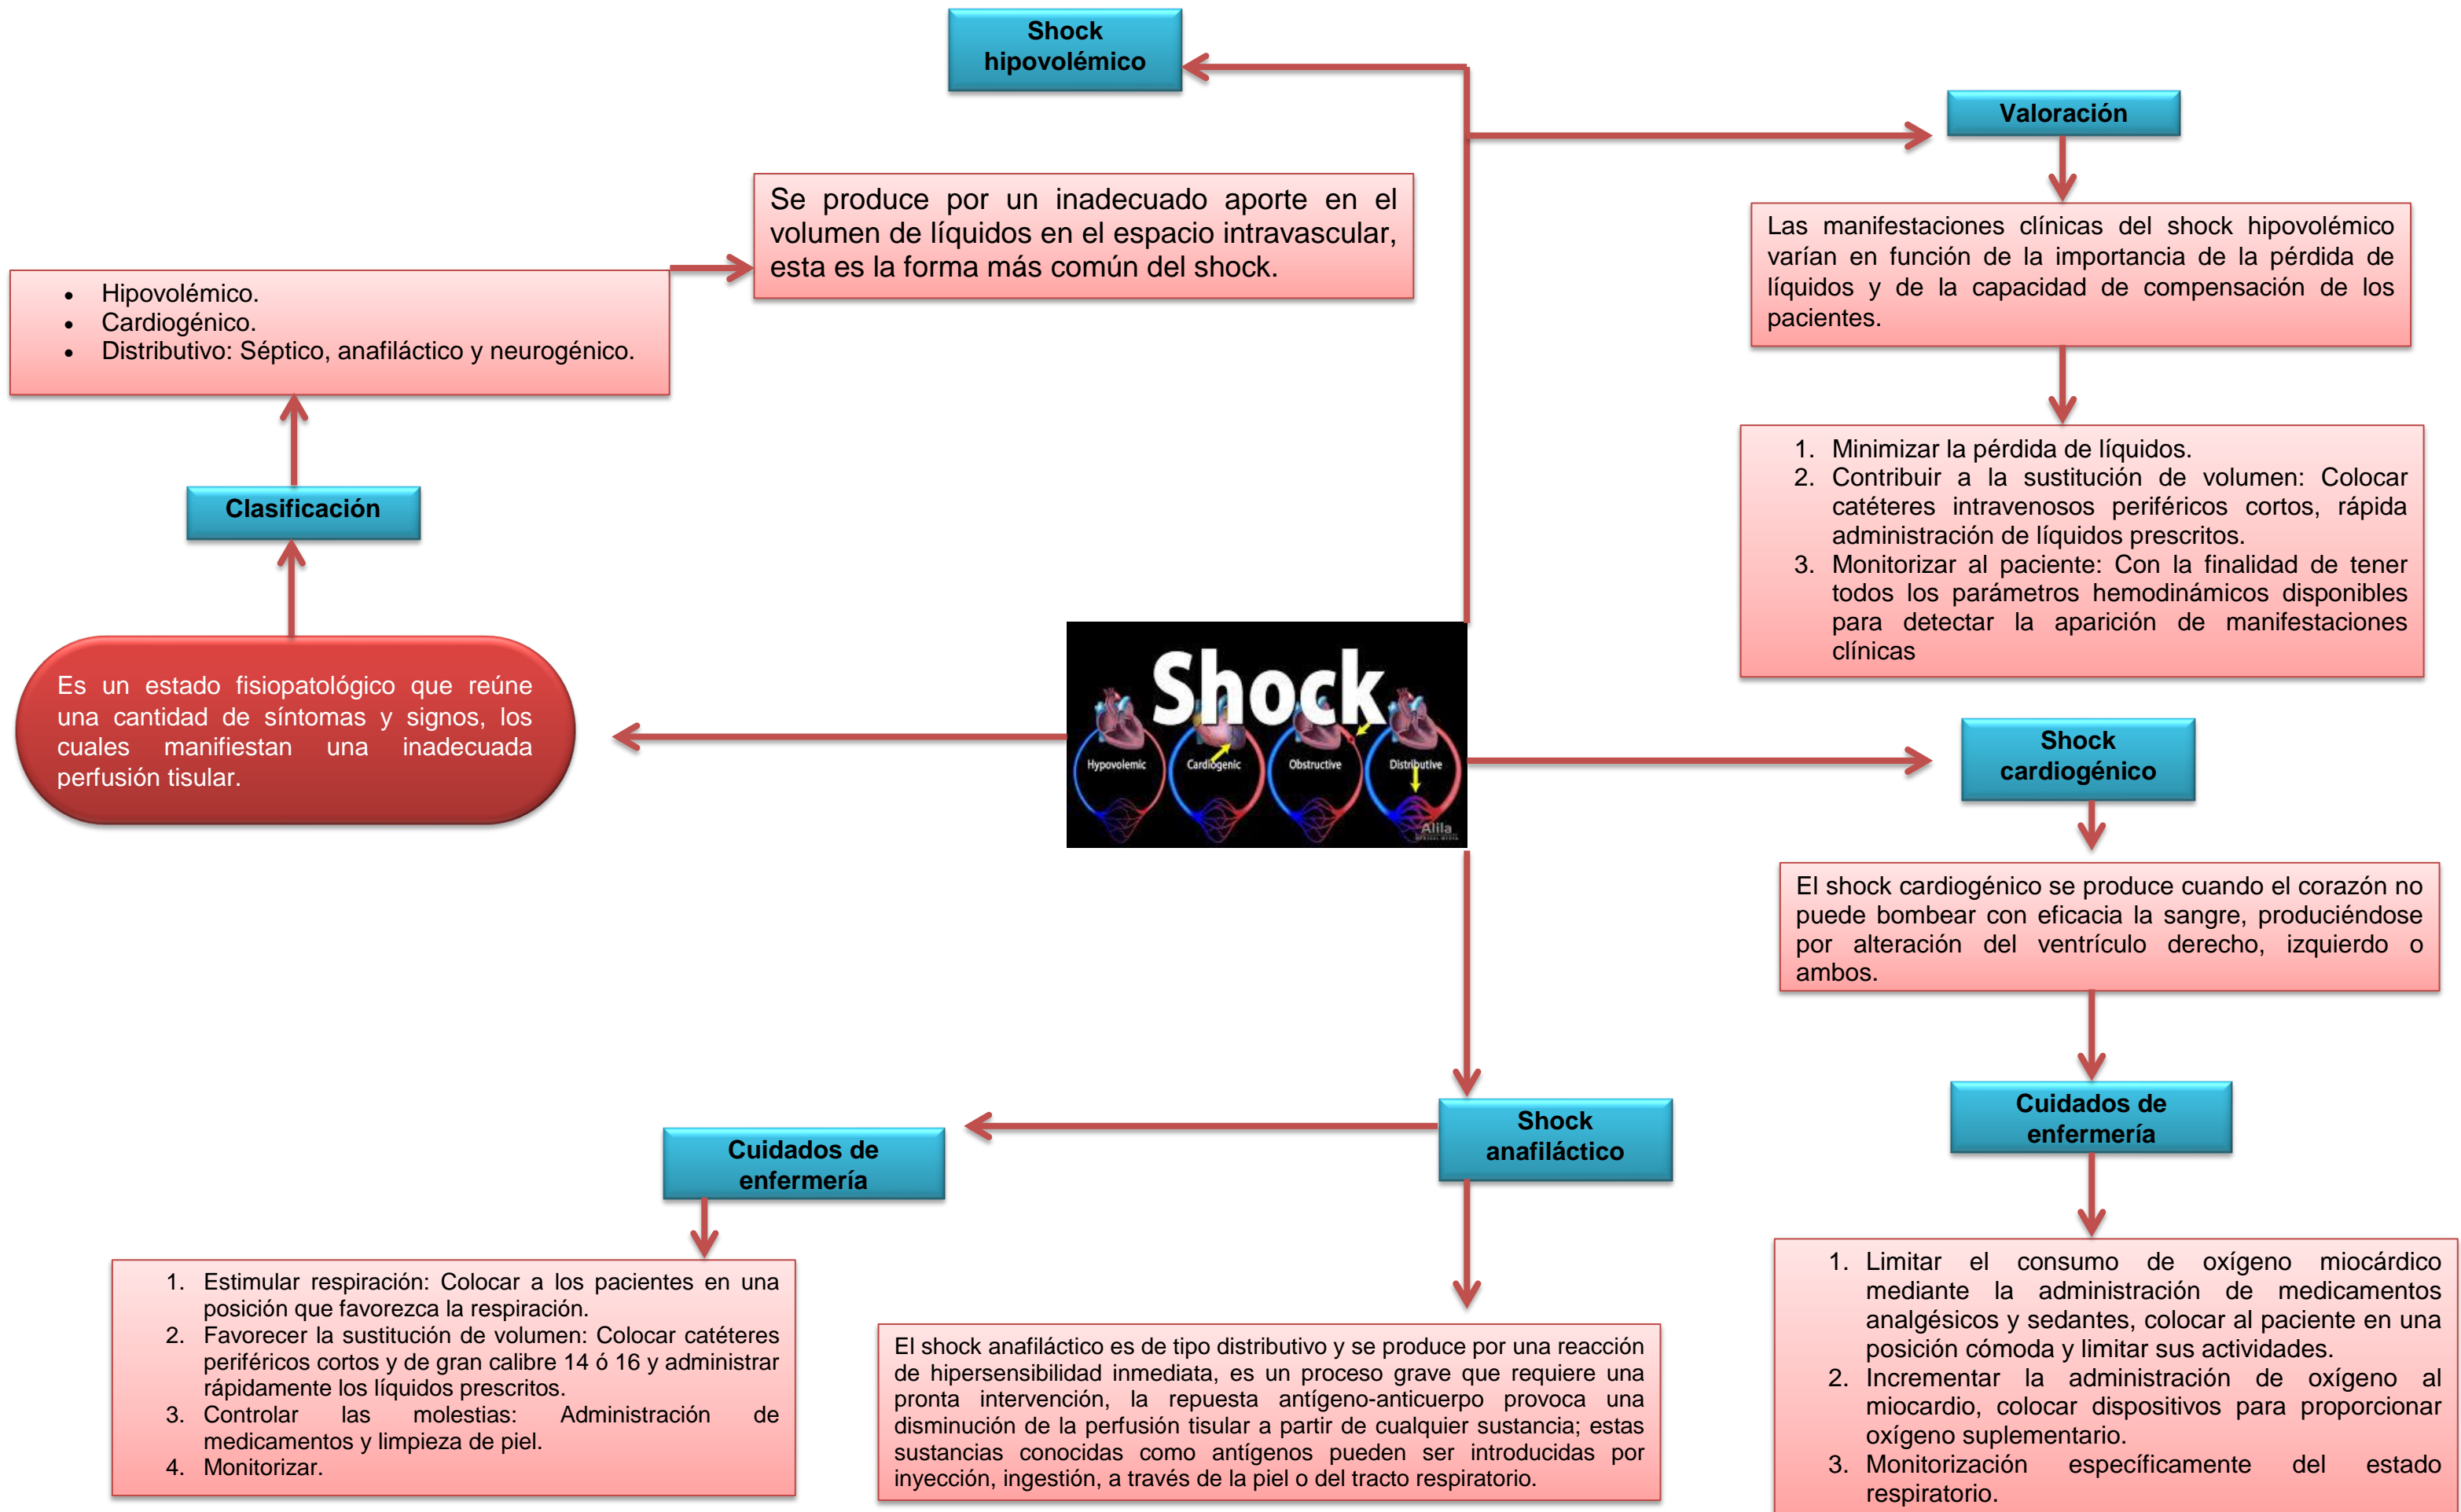 Shock
hipovolémico
Valoración
Se produce por un inadecuado aporte en el
volumen de líquidos en el espacio intravascular,
esta es la forma más común del shock.
Las manifestaciones clínicas del shock hipovolémico
varían en función de la importancia de la pérdida de
líquidos y de la capacidad de compensación de los
pacientes.
• Hipovolémico.
• Cardiogénico.
• Distributivo: Séptico, anafiláctico y neurogénico.
1. Minimizar la pérdida de líquidos.
2. Contribuir a la sustitución de volumen: Colocar
catéteres intravenosos periféricos cortos, rápida
administración de líquidos prescritos.
3. Monitorizar al paciente: Con la finalidad de tener
todos los parámetros hemodinámicos disponibles
para detectar la aparición de manifestaciones
clínicas
Clasificación
Es un estado fisiopatológico que reúne
una cantidad de síntomas y signos, los
cuales manifiestan una inadecuada
perfusión tisular.
Shock
Hypovolemic Cardiogenic Obstructive Distributive
Alila
Shock
cardiogénico
El shock cardiogénico se produce cuando el corazón no
puede bombear con eficacia la sangre, produciéndose
por alteración del ventrículo derecho, izquierdo o
ambos.
Cuidados de
enfermería
Shock
anafiláctico
Cuidados de
enfermería
1. Estimular respiración: Colocar a los pacientes en una
posición que favorezca la respiración.
2. Favorecer la sustitución de volumen: Colocar catéteres
periféricos cortos y de gran calibre 14 ó 16 y administrar
rápidamente los líquidos prescritos.
3. Controlar las molestias: Administración de
medicamentos y limpieza de piel.
4. Monitorizar.
El shock anafiláctico es de tipo distributivo y se produce por una reacción
de hipersensibilidad inmediata, es un proceso grave que requiere una
pronta intervención, la repuesta antígeno-anticuerpo provoca una
disminución de la perfusión tisular a partir de cualquier sustancia; estas
sustancias conocidas como antígenos pueden ser introducidas por
inyección, ingestión, a través de la piel o del tracto respiratorio.
1. Limitar el consumo de oxígeno miocárdico
mediante la administración de medicamentos
analgésicos y sedantes, colocar al paciente en una
posición cómoda y limitar sus actividades.
2. Incrementar la administración de oxígeno al
miocardio, colocar dispositivos para proporcionar
oxígeno suplementario.
3. Monitorización específicamente del estado
respiratorio.